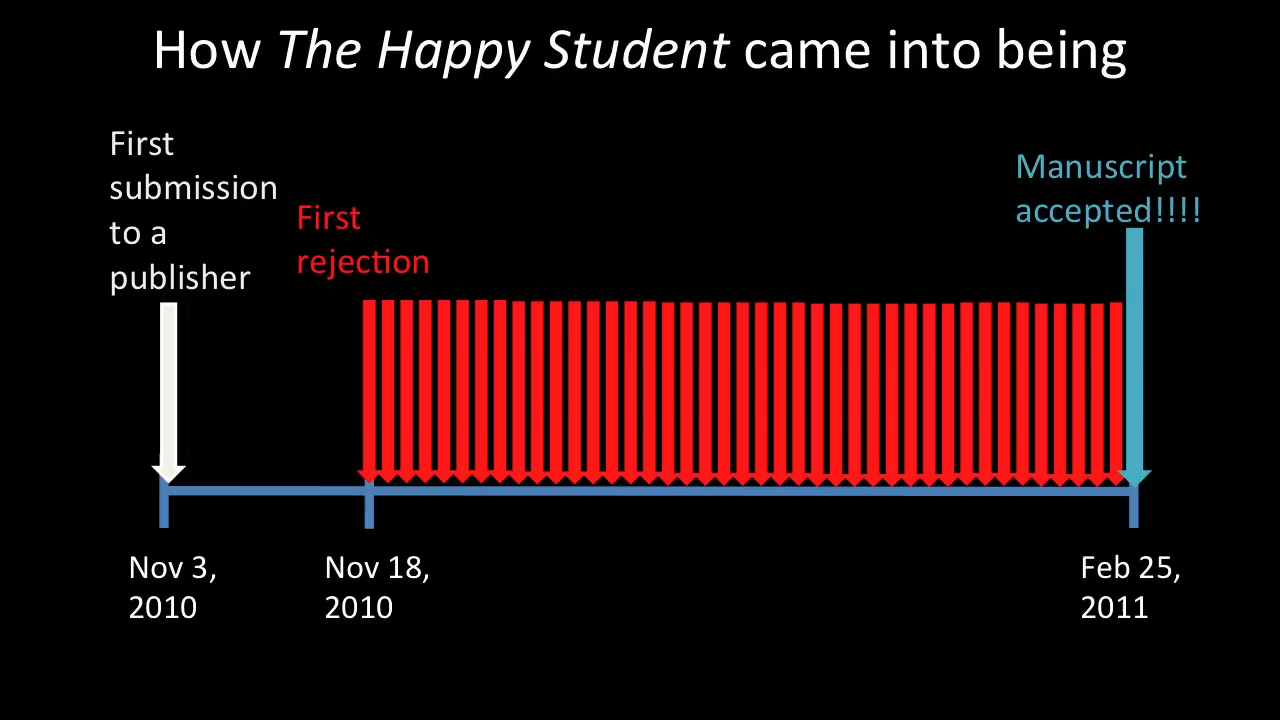 How The Happy Student came into being
First
submission
to a
publisher
First
rejection
Manuscript
accepted!!!!
Nov 3,
2010
Nov 18,
2010
Feb 25,
2011